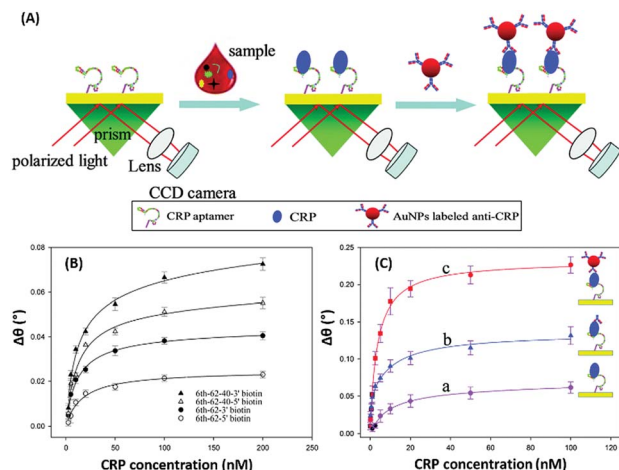 (A)
sample
prism
polarized light
Lens
CCD camera
CRP aptamer
CRP
AuNPs labeled anti-CRP
(B)
0.08
0.06
0.04
0.02
0.00
Δθ (°)
6th-62-40-3' biotin
6th-62-40-5' biotin
6th-62-3' biotin
6th-62-5' biotin
0 50 100 150 200
CRP concentration (nM)
(C)
0.25
0.20
0.15
0.10
0.05
0.00
Δθ (°)
c
b
a
0 20 40 60 80 100
CRP concentration (nM)